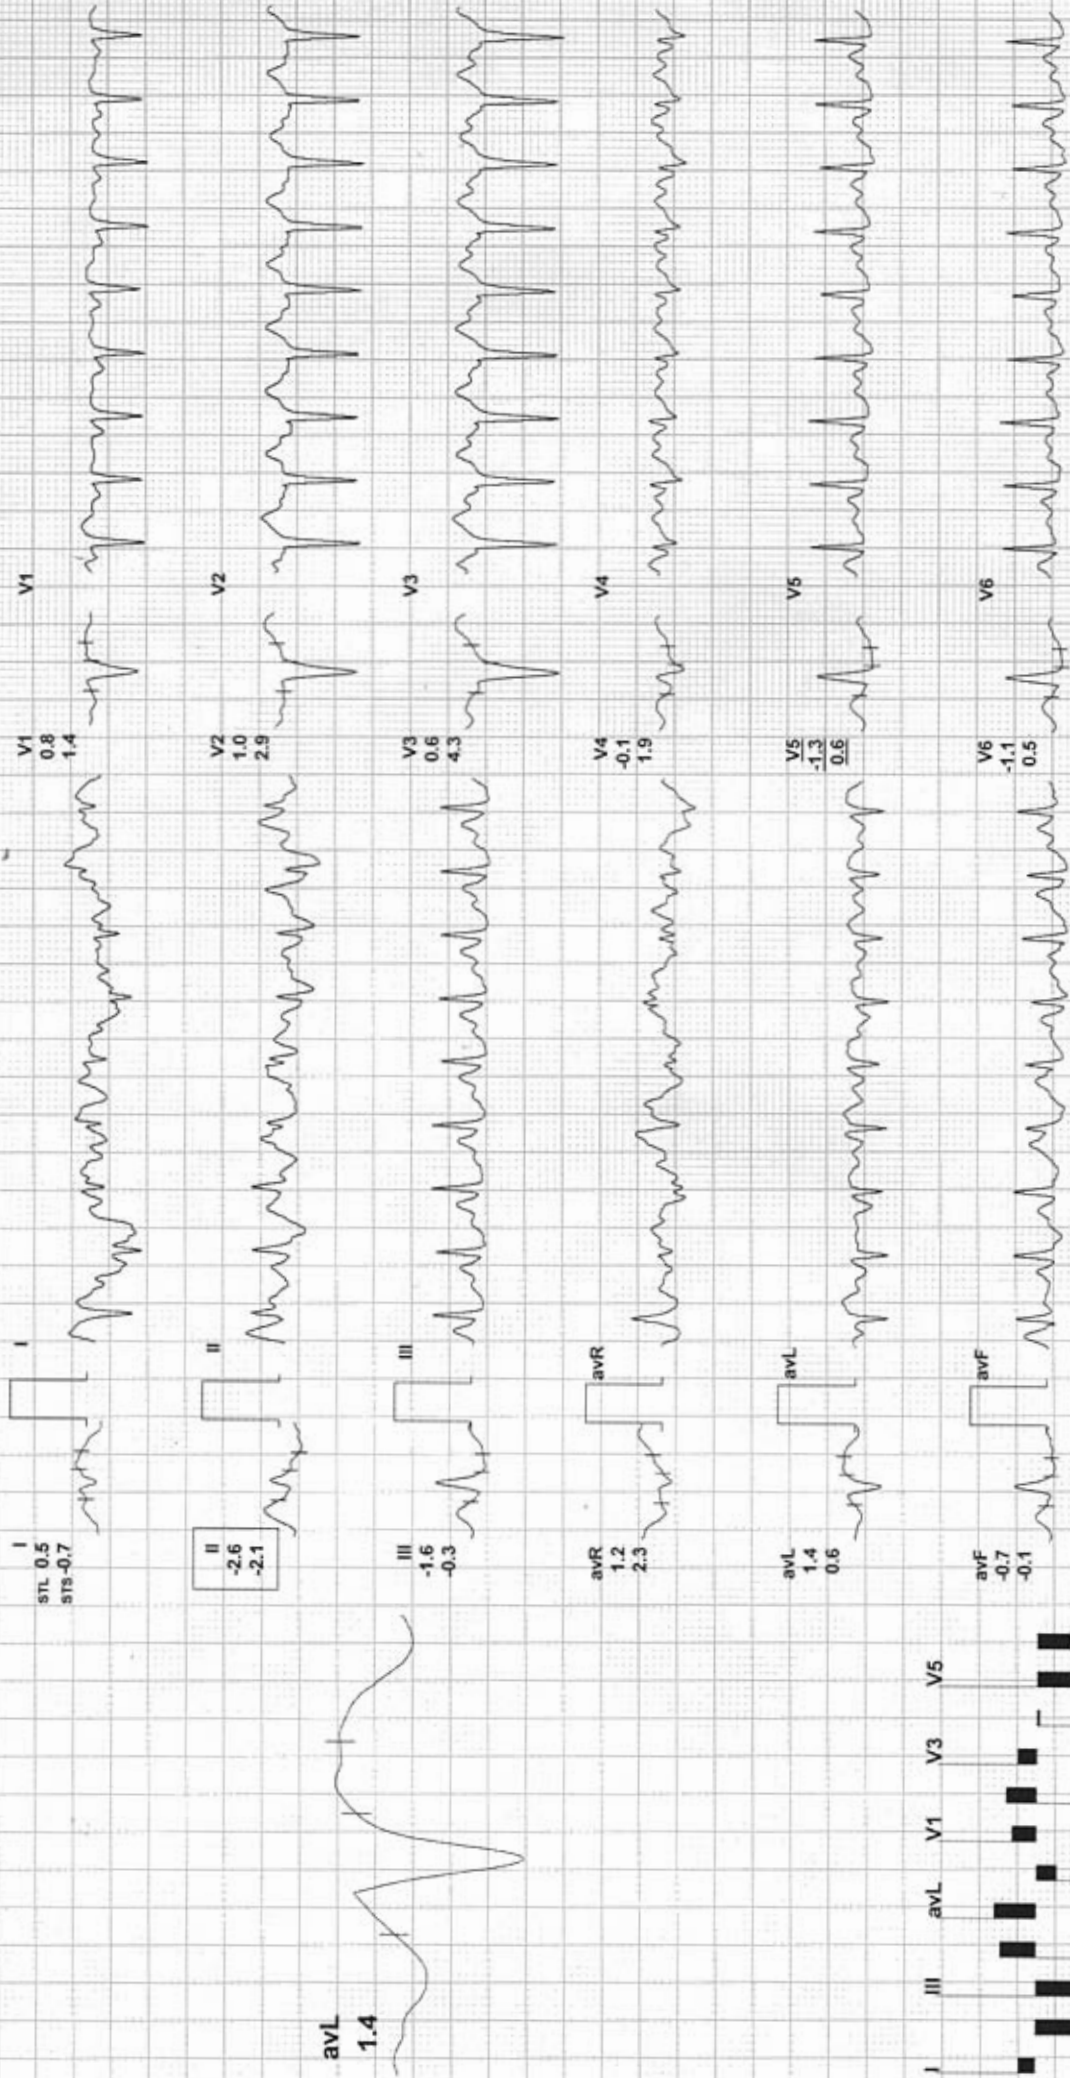 avL
1.4
I
STL 0.5
STS -0.7
II
-2.6
-2.1
III
-1.6
-0.3
avR
1.2
2.3
avL
1.4
0.6
avF
-0.7
-0.1
I
II
III
avR
avL
avF
V1
0.8
1.4
V2
1.0
2.9
V3
0.6
4.3
V4
-0.1
1.9
V5
-1.3
0.6
V6
-1.1
0.5
V1
V2
V3
V4
V5
V6
I
III
avL
V1
V3
V5